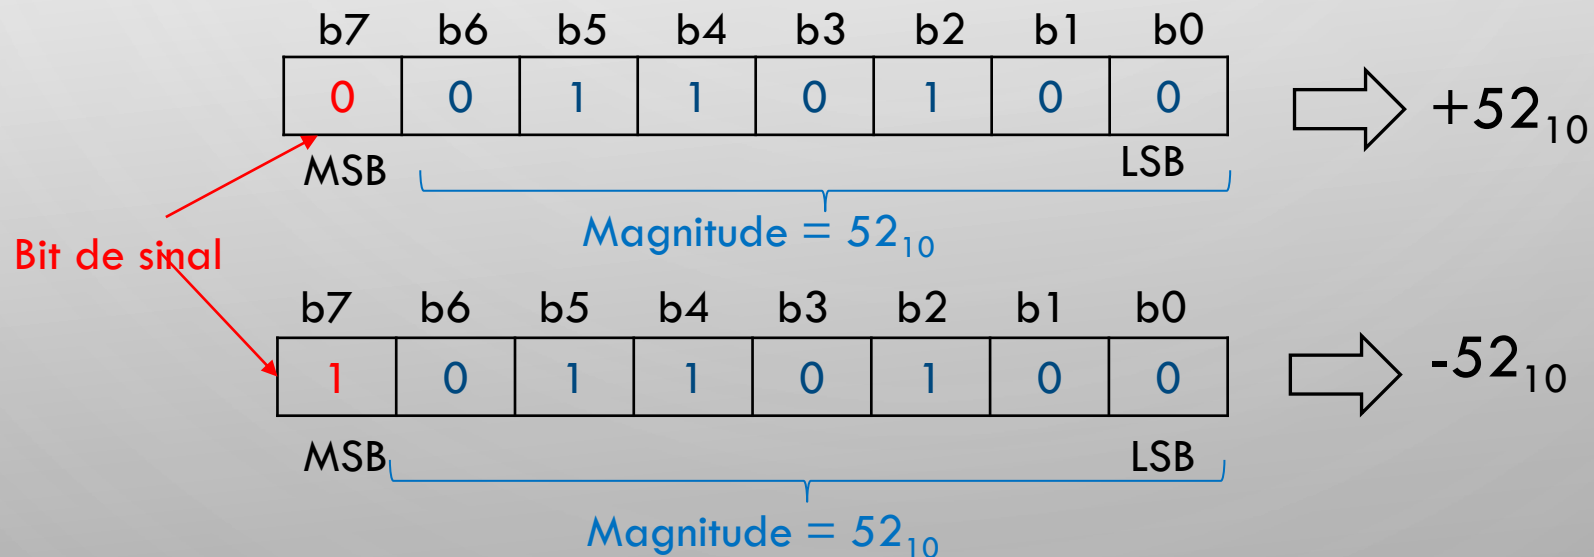 b7 b6 b5 b4 b3 b2 b1 b0
0 0 1 1 0 1 0 0 +52₁₀
MSB LSB
Magnitude = 52₁₀
Bit de sinal
b7 b6 b5 b4 b3 b2 b1 b0
1 0 1 1 0 1 0 0 -52₁₀
MSB LSB
Magnitude = 52₁₀